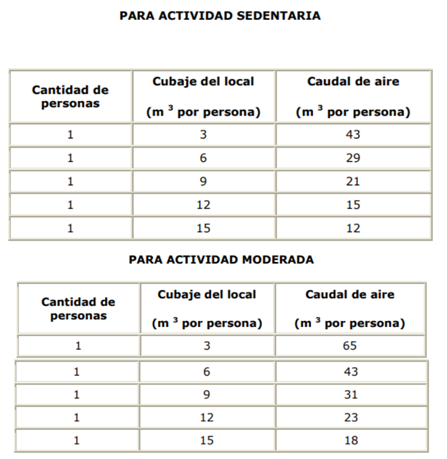 PARA ACTIVIDAD SEDENTARIA
Cantidad de personas Cubaje del local (m ³ por persona) Caudal de aire (m ³ por persona)
1 3 43
1 6 29
1 9 21
1 12 15
1 15 12
PARA ACTIVIDAD MODERADA
Cantidad de personas Cubaje del local (m ³ por persona) Caudal de aire (m ³ por persona)
1 3 65
1 6 43
1 9 31
1 12 23
1 15 18